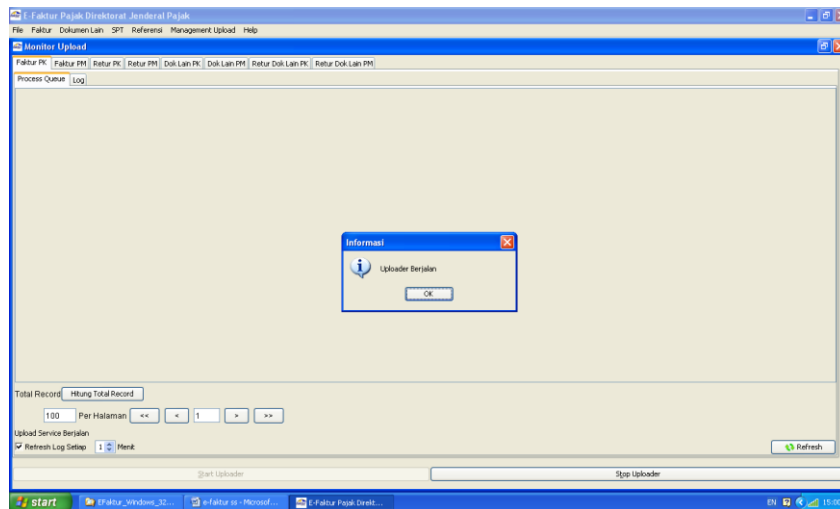 E-Faktur Pajak Direktorat Jenderal Pajak
File Faktur Dokumen Lain SPT Referensi Management Upload Help
Monitor Upload
Faktur PK Faktur PM Retur PK Retur PM Dok Lain PK Dok Lain PM Retur Dok Lain PK Retur Dok Lain PM
Process Queue Log
Informasi
Uploader Berjalan
OK
Total Record Hitung Total Record
100 Per Halaman << < 1 > >>
Upload Service Berjalan
Refresh Log Setiap 1 Menit
Refresh
Start Uploader Stop Uploader
start EFaktur_Windows_32... e-faktur ss - Microsof... E-Faktur Pajak Direkt... EN 15:00